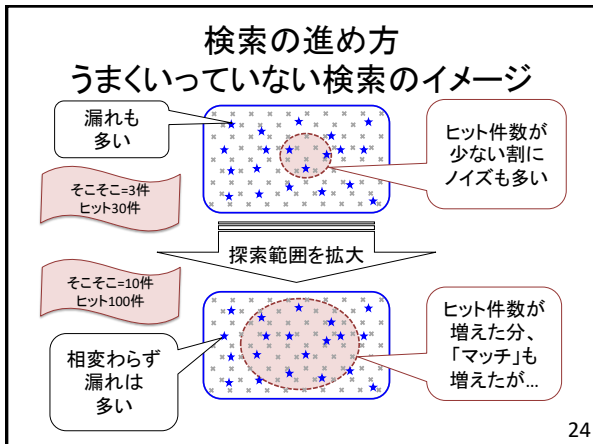 検索の進め方
うまくいっていない検索のイメージ
漏れも
多い
ヒット件数が
少ない割に
ノイズも多い
そこそこ=3件
ヒット30件
探索範囲を拡大
そこそこ=10件
ヒット100件
ヒット件数が
増えた分、
「マッチ」も
増えたが…
相変わらず
漏れは
多い
24